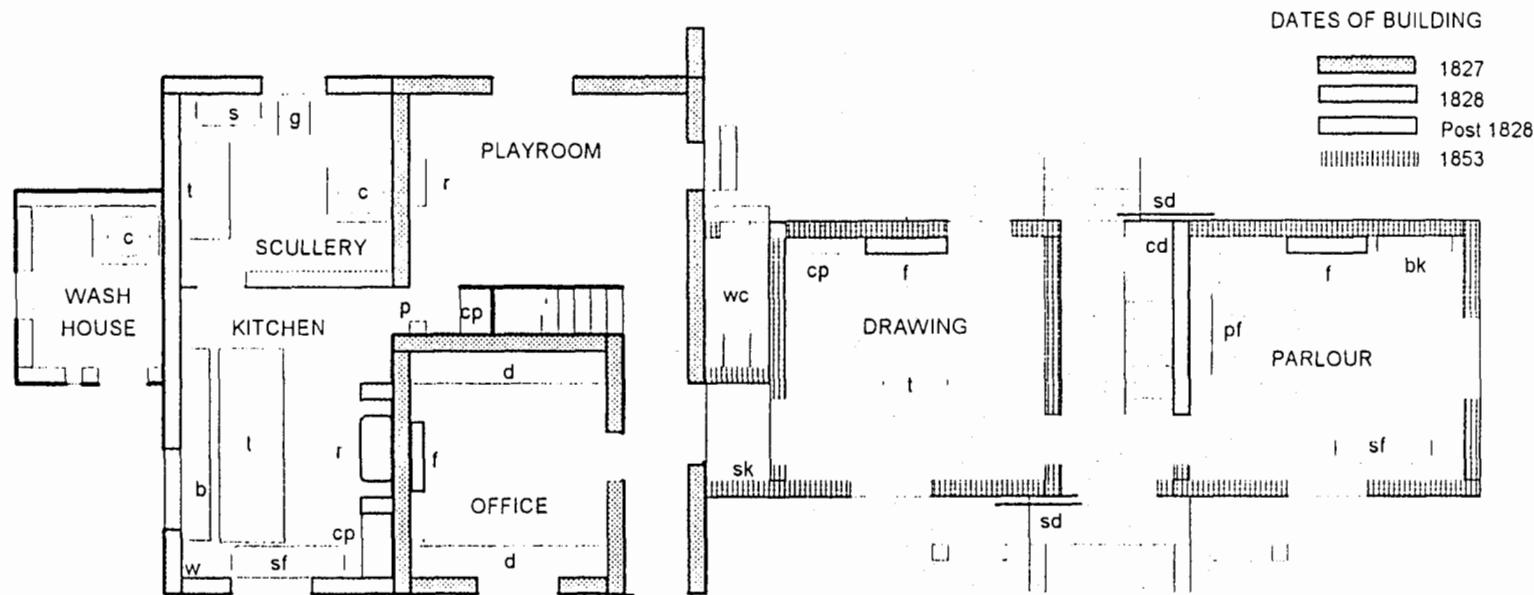 DATES OF BUILDING
1827
1828
Post 1828
1853
s
g
PLAYROOM
t
c
r
SCULLERY
sd
cd
c
cp
f
f
bk
WASH
HOUSE
KITCHEN
p
cp
wc
DRAWING
pf
PARLOUR
d
t
t
r
f
b
sk
sf
OFFICE
cp
sd
w
sf
d